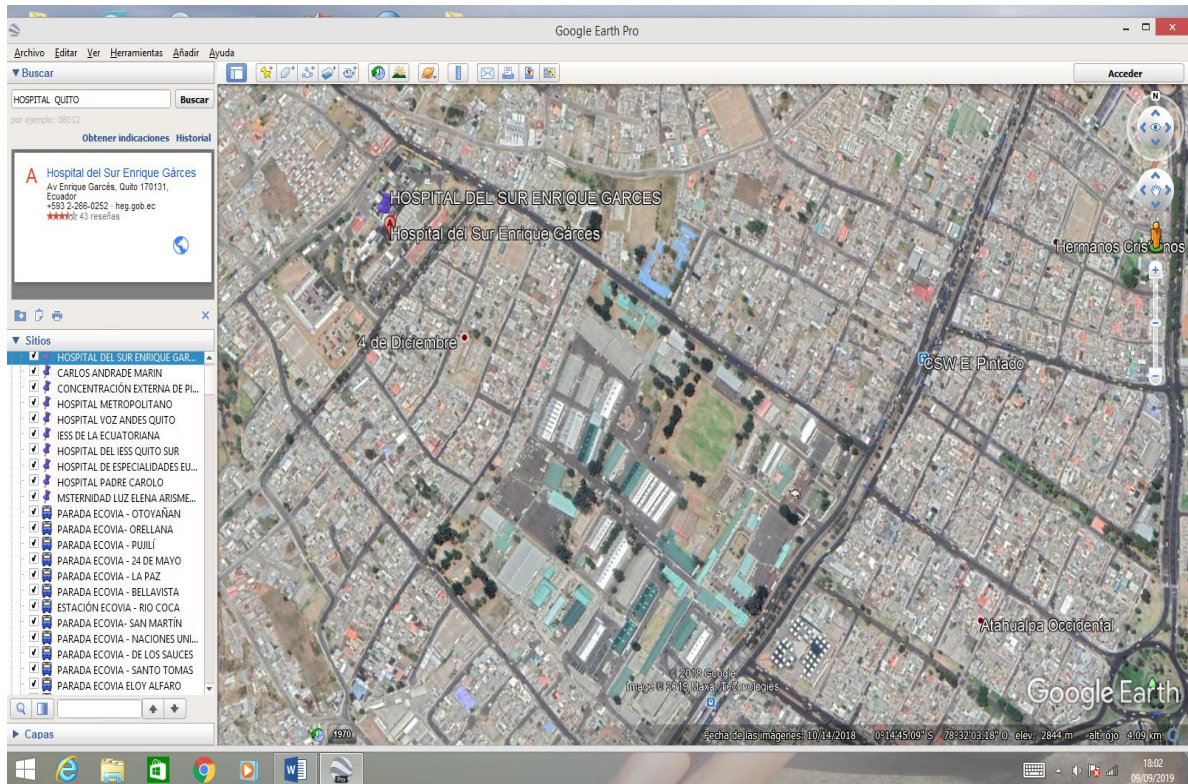 Google Earth Pro
Archivo Editar Ver Herramientas Añadir Ayuda
▼ Buscar
HOSPITAL QUITO
Buscar
por ejemplo: 08012
Obtener indicaciones Historial
A
Hospital del Sur Enrique Gárces
Av Enrique Garcés, Quito 170131,
Ecuador
+593 2-266-0252 · heg.gob.ec
43 reseñas
▼ Sitios
HOSPITAL DEL SUR ENRIQUE GAR...
CARLOS ANDRADE MARIN
CONCENTRACIÓN EXTERNA DE PI...
HOSPITAL METROPOLITANO
HOSPITAL VOZ ANDES QUITO
IESS DE LA ECUATORIANA
HOSPITAL DEL IESS QUITO SUR
HOSPITAL DE ESPECIALIDADES EU...
HOSPITAL PADRE CAROLO
MSTERNIDAD LUZ ELENA ARISME...
PARADA ECOVIA - OTOYAÑAN
PARADA ECOVIA- ORELLANA
PARADA ECOVIA - PUJILÍ
PARADA ECOVIA - 24 DE MAYO
PARADA ECOVIA - LA PAZ
PARADA ECOVIA - BELLAVISTA
ESTACIÓN ECOVIA - RIO COCA
PARADA ECOVIA- SAN MARTÍN
PARADA ECOVIA - NACIONES UNI...
PARADA ECOVIA - DE LOS SAUCES
PARADA ECOVIA - SANTO TOMAS
PARADA ECOVIA ELOY ALFARO
▶ Capas
Acceder
N
HOSPITAL DEL SUR ENRIQUE GARCES
A
Hospital del Sur Enrique Gárces
Hermanos Cristianos
4 de Diciembre
CSW El Pintado
Atahualpa Occidental
© 2018 Google
Image © 2019 Maxar Technologies
Google Earth
1970
Fecha de las imágenes: 10/14/2018 0°14'45.09" S 78°32'03.18" O elev. 2844 m alt. ojo 4.09 km
Pro
18:02
09/09/2019